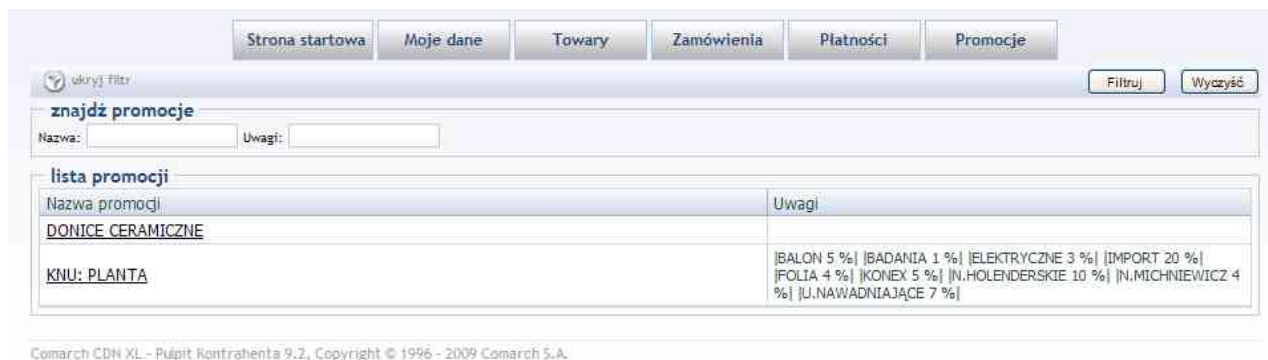 Strona startowa Moje dane Towary Zamówienia Płatności Promocje
ukryj filtr Filtruj Wyczyść
znajdź promocje
Nazwa: Uwagi:
lista promocji
Nazwa promocji Uwagi
DONICE CERAMICZNE
KNU: PLANTA
|BALON 5 %| |BADANIA 1 %| |ELEKTRYCZNE 3 %| |IMPORT 20 %|
|FOLIA 4 %| |KONEX 5 %| |N.HOLENDERSKIE 10 %| |N.MICHNIEWICZ 4
%| |U.NAWADNIAJĄCE 7 %|
Comarch CDN XL - Pulpit Kontrahenta 9.2, Copyright © 1996 - 2009 Comarch S.A.